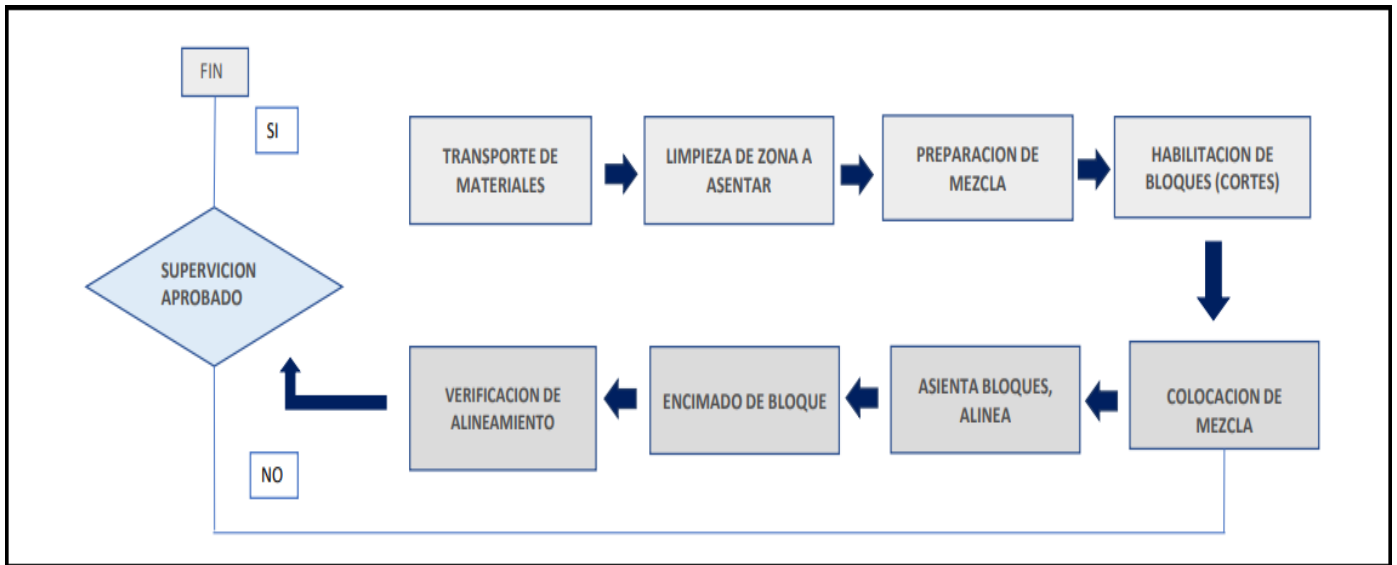 FIN
SI
TRANSPORTE DE
MATERIALES
LIMPIEZA DE ZONA A
ASENTAR
PREPARACION DE
MEZCLA
HABILITACION DE
BLOQUES (CORTES)
SUPERVICION
APROBADO
VERIFICACION DE
ALINEAMIENTO
ENCIMADO DE BLOQUE
ASIENTA BLOQUES,
ALINEA
COLOCACION DE
MEZCLA
NO